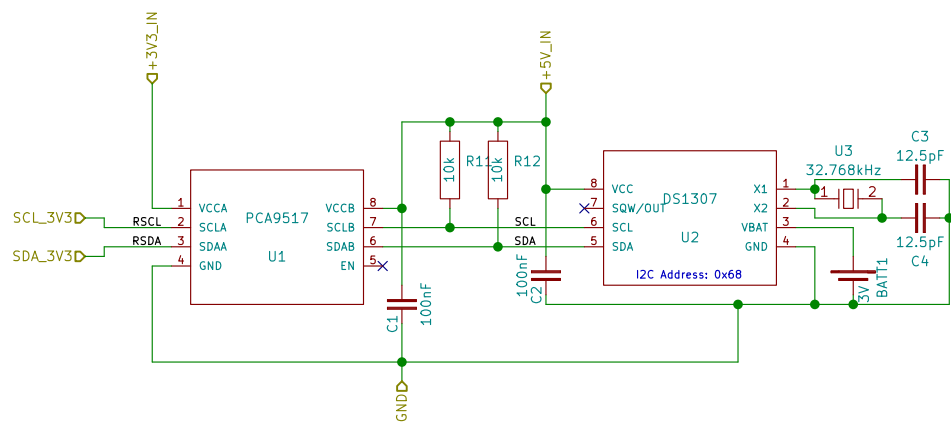 +3V3_IN
+5V_IN
SCL_3V3
SDA_3V3
RSCL
RSDA
1
2
3
4
VCCA
SCLA
SDAA
GND
PCA9517
U1
VCCB
SCLB
SDAB
EN
8
7
6
5
C1
100nF
GND
10k
R11
10k
R12
SCL
SDA
100nF
C2
8
7
6
5
VCC
SQW/OUT
SCL
SDA
DS1307
U2
I2C Address: 0x68
X1
X2
VBAT
GND
1
2
3
4
U3
32.768kHz
1
2
C3
12.5pF
12.5pF
C4
3V
BATT1